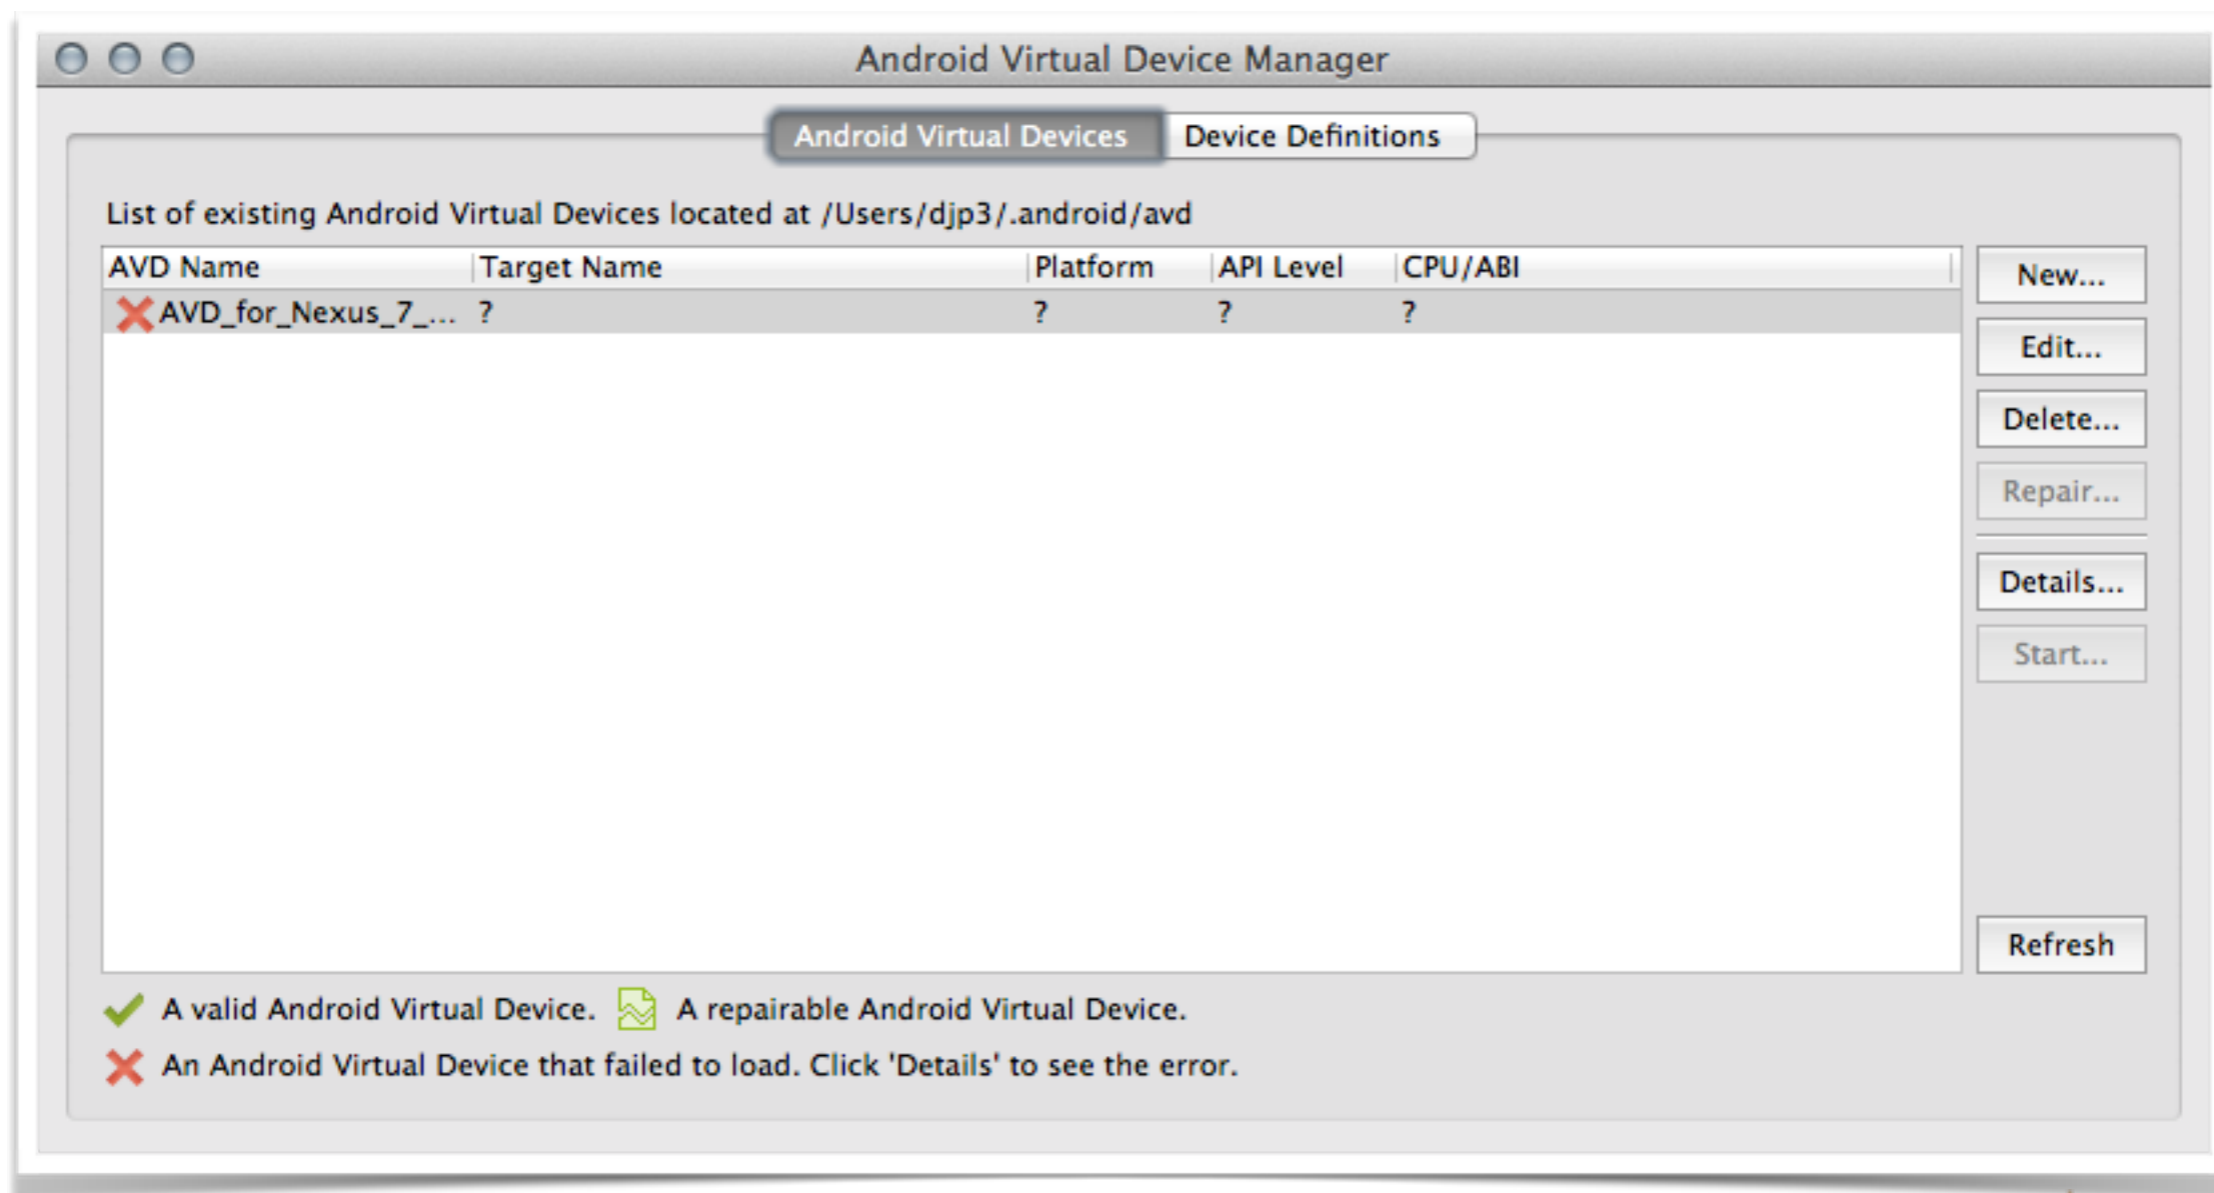 Android Virtual Device Manager
Android Virtual Devices Device Definitions
List of existing Android Virtual Devices located at /Users/djp3/.android/avd
AVD Name Target Name Platform API Level CPU/ABI
AVD_for_Nexus_7_... ? ? ? ?
New...
Edit...
Delete...
Repair...
Details...
Start...
Refresh
A valid Android Virtual Device. A repairable Android Virtual Device.
An Android Virtual Device that failed to load. Click 'Details' to see the error.